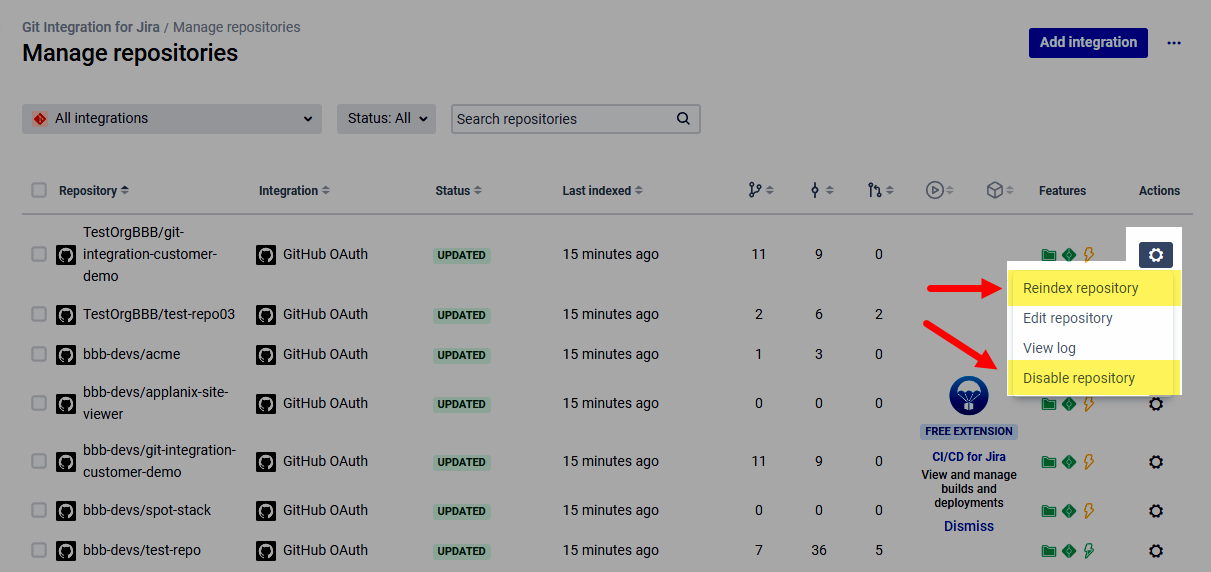 Git Integration for Jira / Manage repositories
Manage repositories
Add integration
All integrations
Status: All
Search repositories
Repository
Integration
Status
Last indexed
Features
Actions
TestOrgBBB/git-
integration-customer-
demo
GitHub OAuth
UPDATED
15 minutes ago
11
9
0
Reindex repository
Edit repository
View log
Disable repository
TestOrgBBB/test-repo03
GitHub OAuth
UPDATED
15 minutes ago
2
6
2
bbb-devs/acme
GitHub OAuth
UPDATED
15 minutes ago
1
3
0
bbb-devs/applanix-site-
viewer
GitHub OAuth
UPDATED
15 minutes ago
0
0
0
FREE EXTENSION
CI/CD for Jira
View and manage
builds and
deployments
Dismiss
bbb-devs/git-integration-
customer-demo
GitHub OAuth
UPDATED
15 minutes ago
11
9
0
bbb-devs/spot-stack
GitHub OAuth
UPDATED
15 minutes ago
0
0
0
bbb-devs/test-repo
GitHub OAuth
UPDATED
15 minutes ago
7
36
5